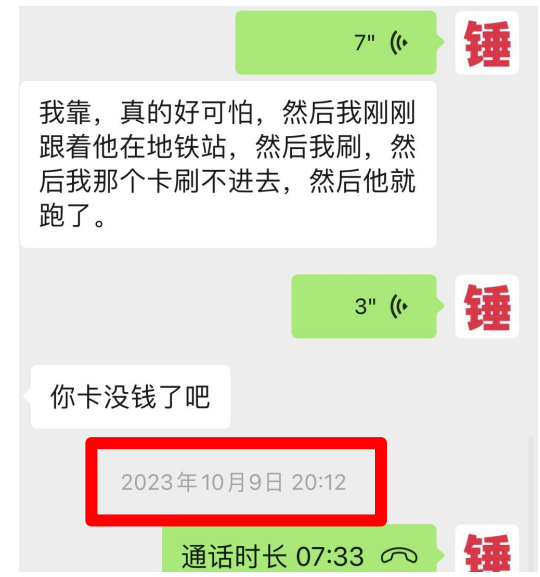 7"
锤
我靠，真的好可怕，然后我刚刚
跟着他在地铁站，然后我刷，然
后我那个卡刷不进去，然后他就
跑了。
3"
锤
你卡没钱了吧
2023年10月9日 20:12
通话时长 07:33
锤